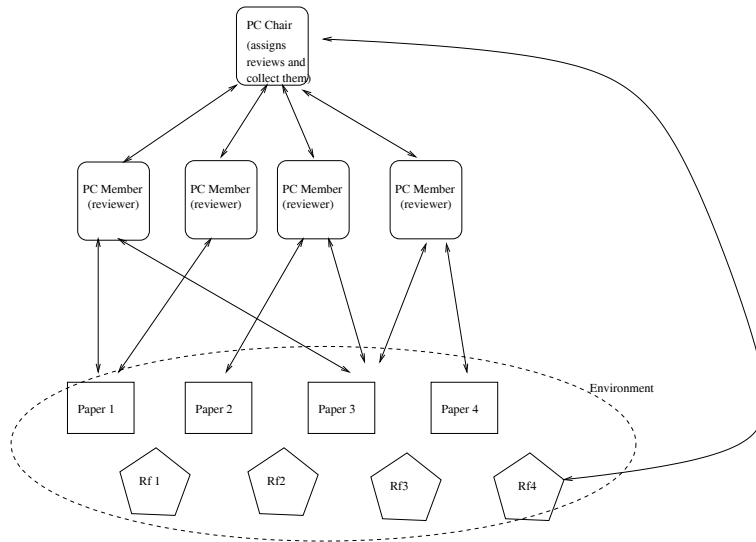 PC Chair
(assigns
reviews and
collect them)
PC Member
(reviewer)
PC Member
(reviewer)
PC Member
(reviewer)
PC Member
(reviewer)
Environment
Paper 1
Paper 2
Paper 3
Paper 4
Rf 1
Rf2
Rf3
Rf4